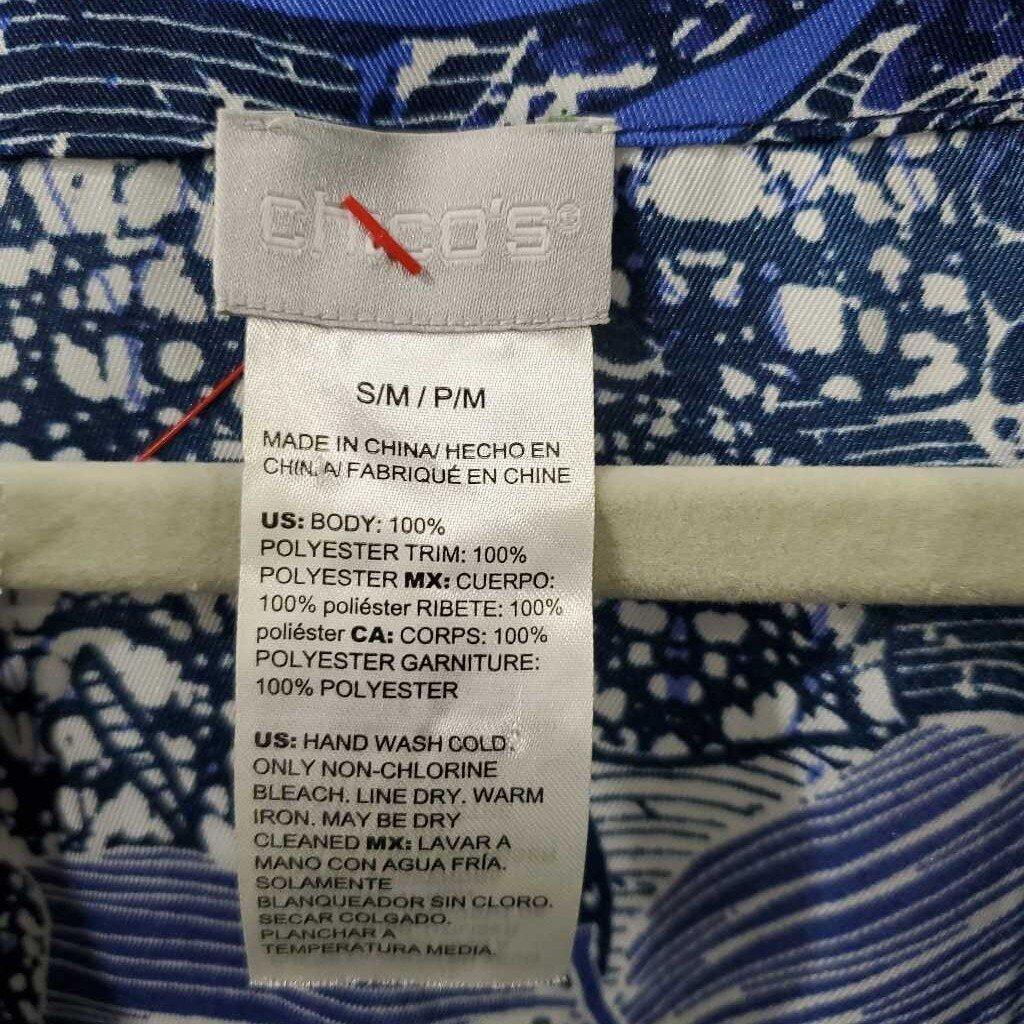 chico's®
S/M / P/M
MADE IN CHINA/ HECHO EN
CHINA/ FABRIQUÉ EN CHINE
US: BODY: 100%
POLYESTER TRIM: 100%
POLYESTER MX: CUERPO:
100% poliéster RIBETE: 100%
poliéster CA: CORPS: 100%
POLYESTER GARNITURE:
100% POLYESTER
US: HAND WASH COLD.
ONLY NON-CHLORINE
BLEACH. LINE DRY. WARM
IRON. MAY BE DRY
CLEANED MX: LAVAR A
MANO CON AGUA FRÍA.
SOLAMENTE
BLANQUEADOR SIN CLORO.
SECAR COLGADO.
PLANCHAR A
TEMPERATURA MEDIA.